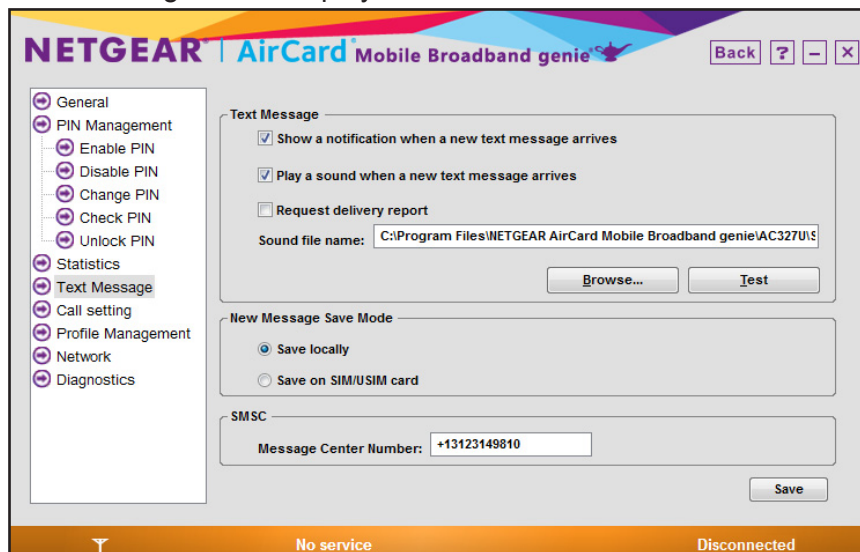 NETGEAR | AirCard Mobile Broadband genie
Back ? – X
General
PIN Management
Enable PIN
Disable PIN
Change PIN
Check PIN
Unlock PIN
Statistics
Text Message
Call setting
Profile Management
Network
Diagnostics
Text Message
Show a notification when a new text message arrives
Play a sound when a new text message arrives
Request delivery report
Sound file name: C:\Program Files\NETGEAR AirCard Mobile Broadband genie\AC327U\S
Browse... Test
New Message Save Mode
Save locally
Save on SIM/USIM card
SMSC
Message Center Number: +13123149810
Save
No service Disconnected